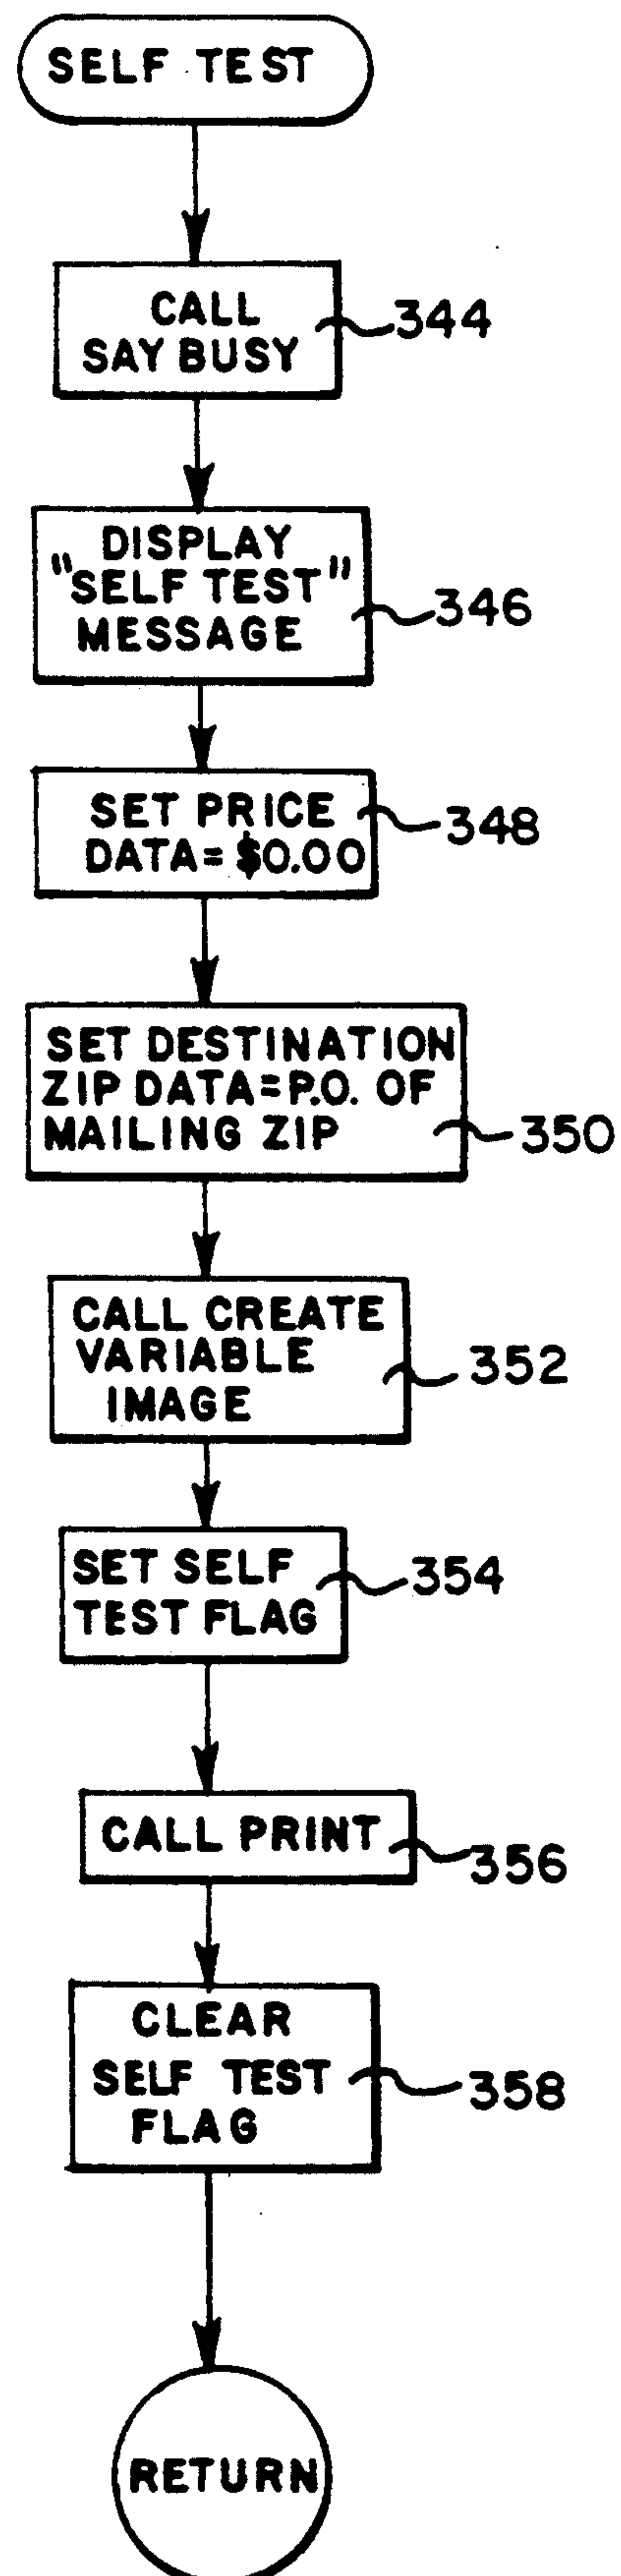 SELF TEST
CALL
SAY BUSY
344
DISPLAY
"SELF TEST"
MESSAGE
346
SET PRICE
DATA = $0.00
348
SET DESTINATION
ZIP DATA = P.O. OF
MAILING ZIP
350
CALL CREATE
VARIABLE
IMAGE
352
SET SELF
TEST FLAG
354
CALL PRINT
356
CLEAR
SELF TEST
FLAG
358
RETURN